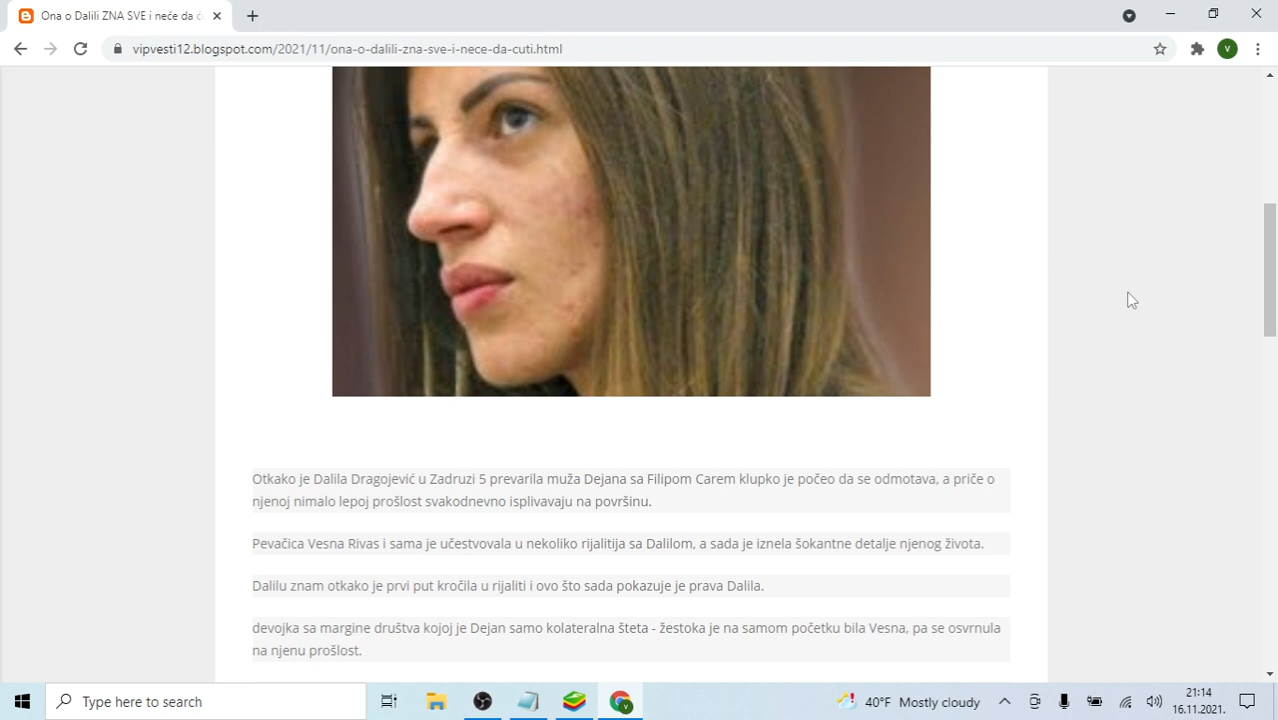 Ona o Dalili ZNA SVE i neće da ću
vipvesti12.blogspot.com/2021/11/ona-o-dalili-zna-sve-i-nece-da-cuti.html
V
Otkako je Dalila Dragojević u Zadruzi 5 prevarila muža Dejana sa Filipom Carem klupko je počeo da se odmotava, a priče o
njenoj nimalo lepoj prošlost svakodnevno isplivavaju na površinu.
Pevačica Vesna Rivas i sama je učestvovala u nekoliko rijalitija sa Dalilom, a sada je iznela šokantne detalje njenog života.
Dalilu znam otkako je prvi put kročila u rijaliti i ovo što sada pokazuje je prava Dalila.
devojka sa margine društva kojoj je Dejan samo kolateralna šteta - žestoka je na samom početku bila Vesna, pa se osvrnula
na njenu prošlost.
Type here to search
40°F Mostly cloudy
21:14
16.11.2021.